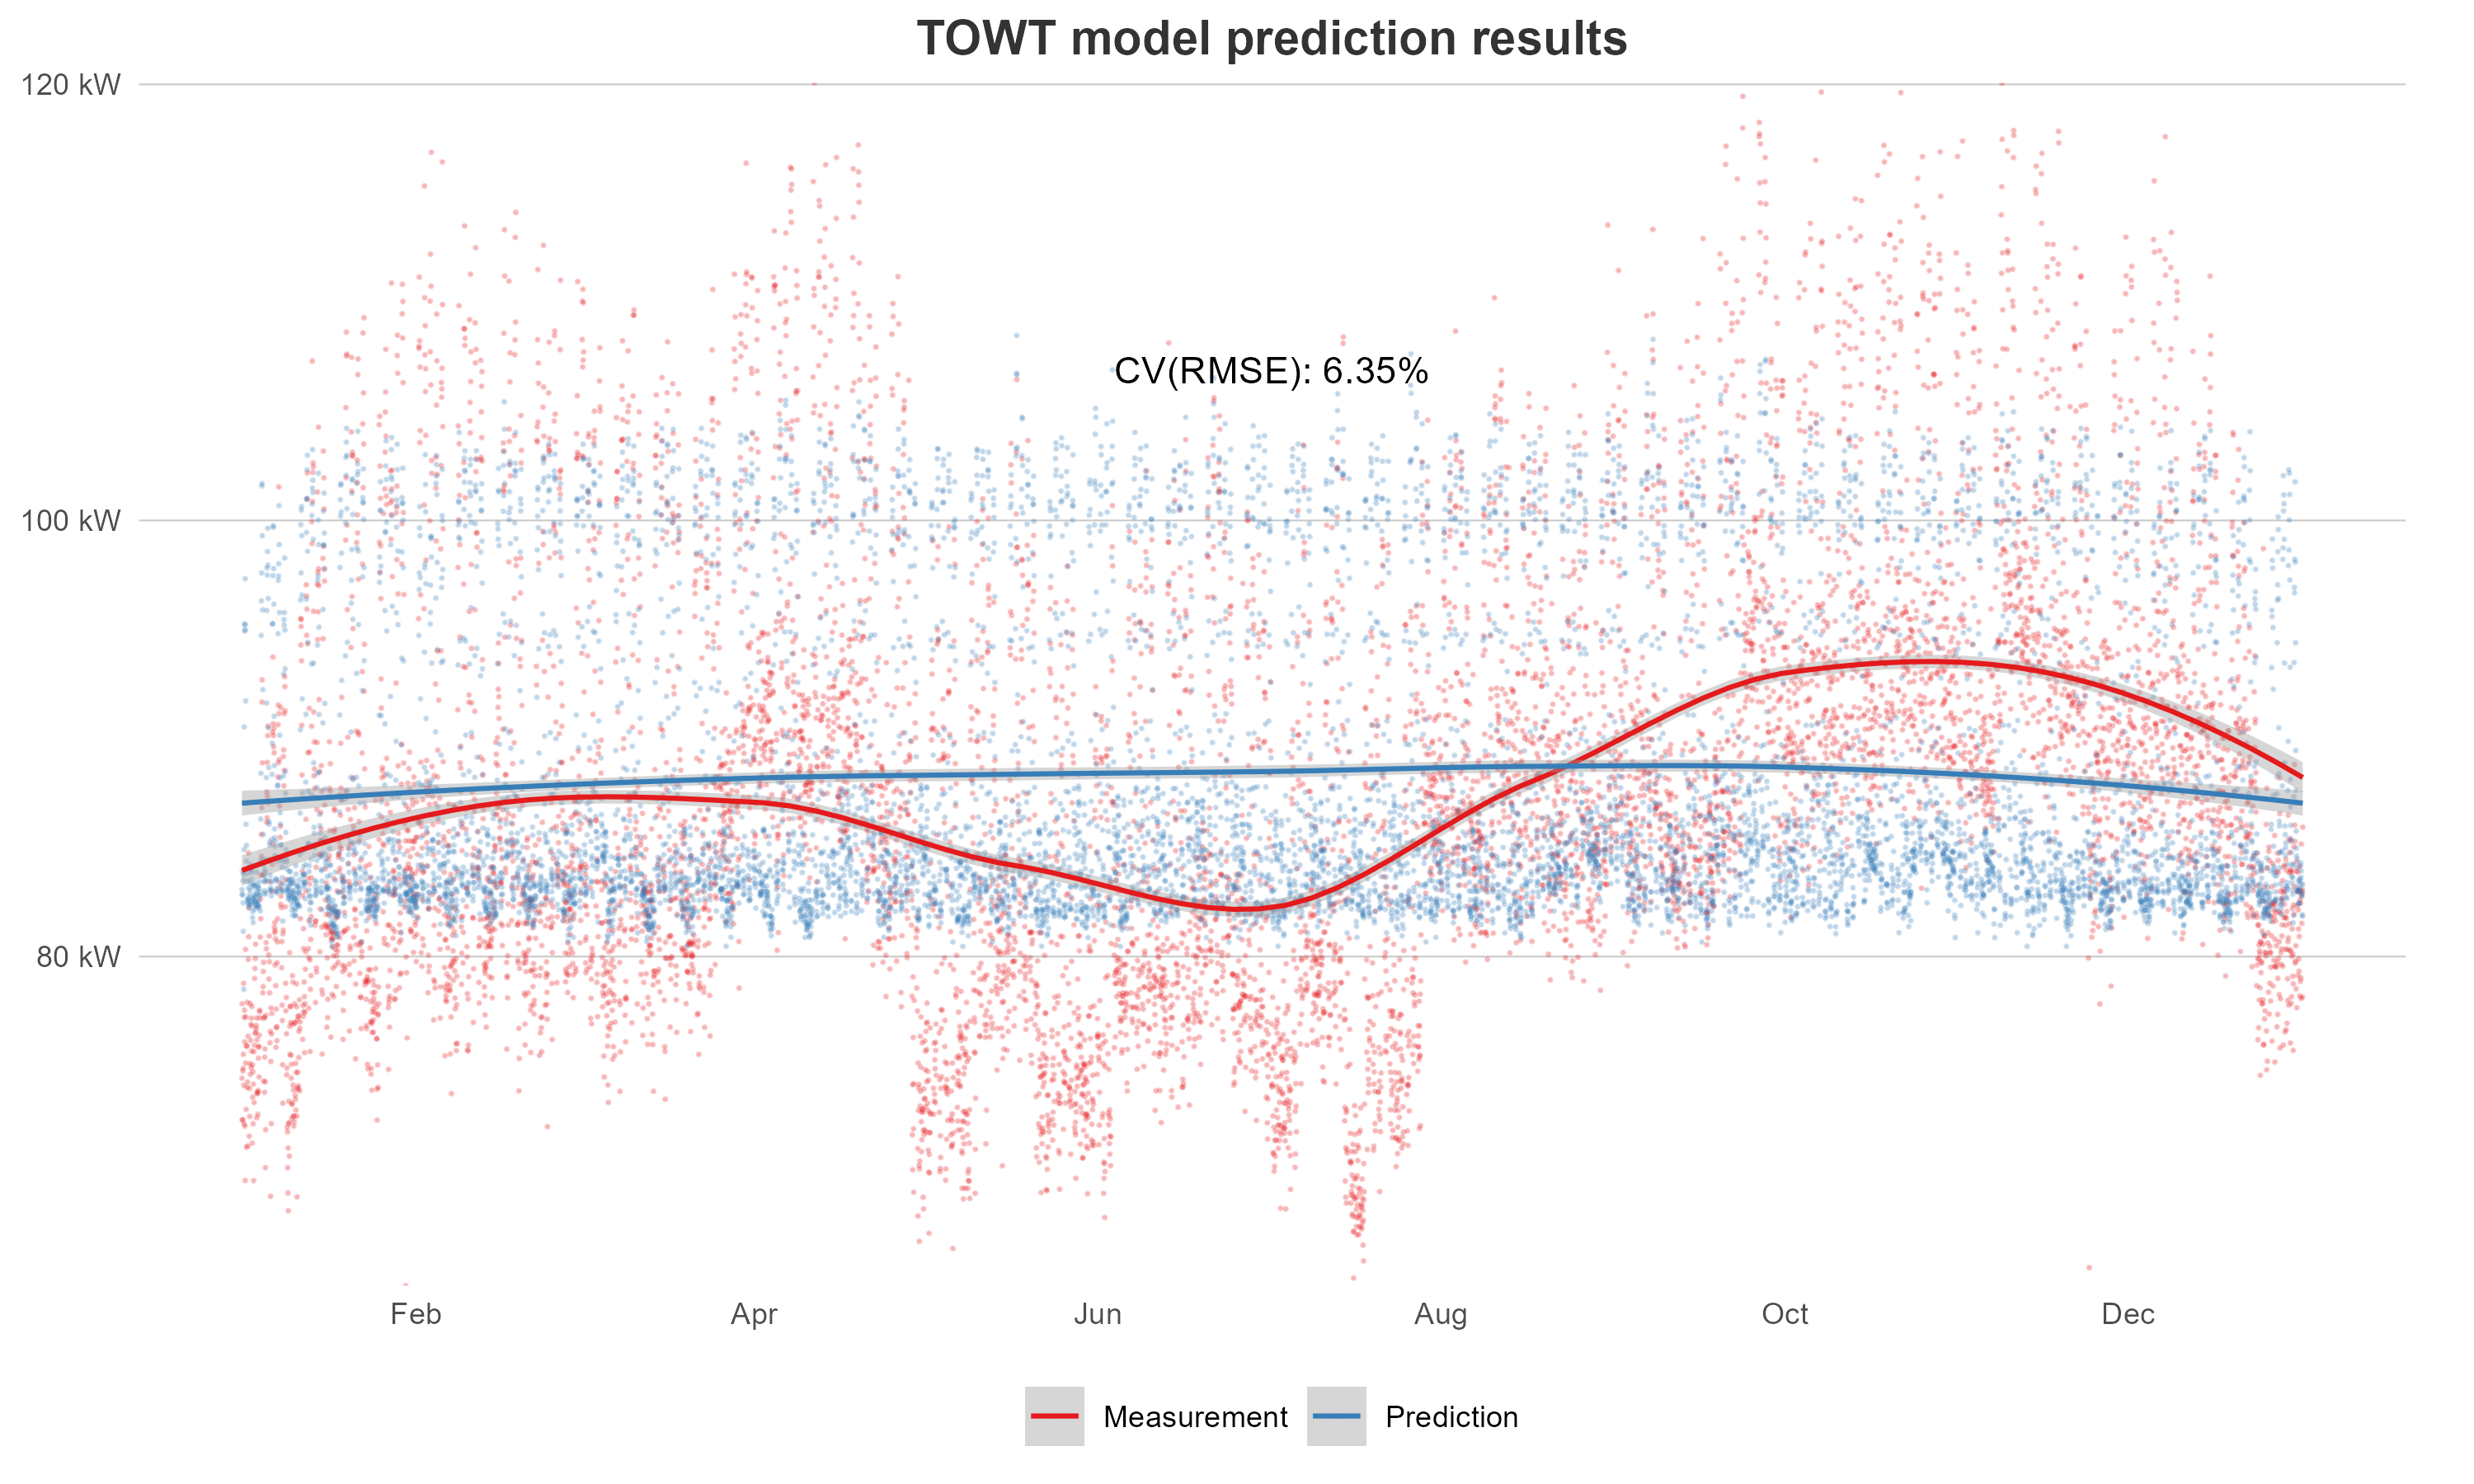 TOWT model prediction results
120 kW
CV(RMSE): 6.35%
100 kW
80 kW
Feb Apr Jun Aug Oct Dec
Measurement Prediction